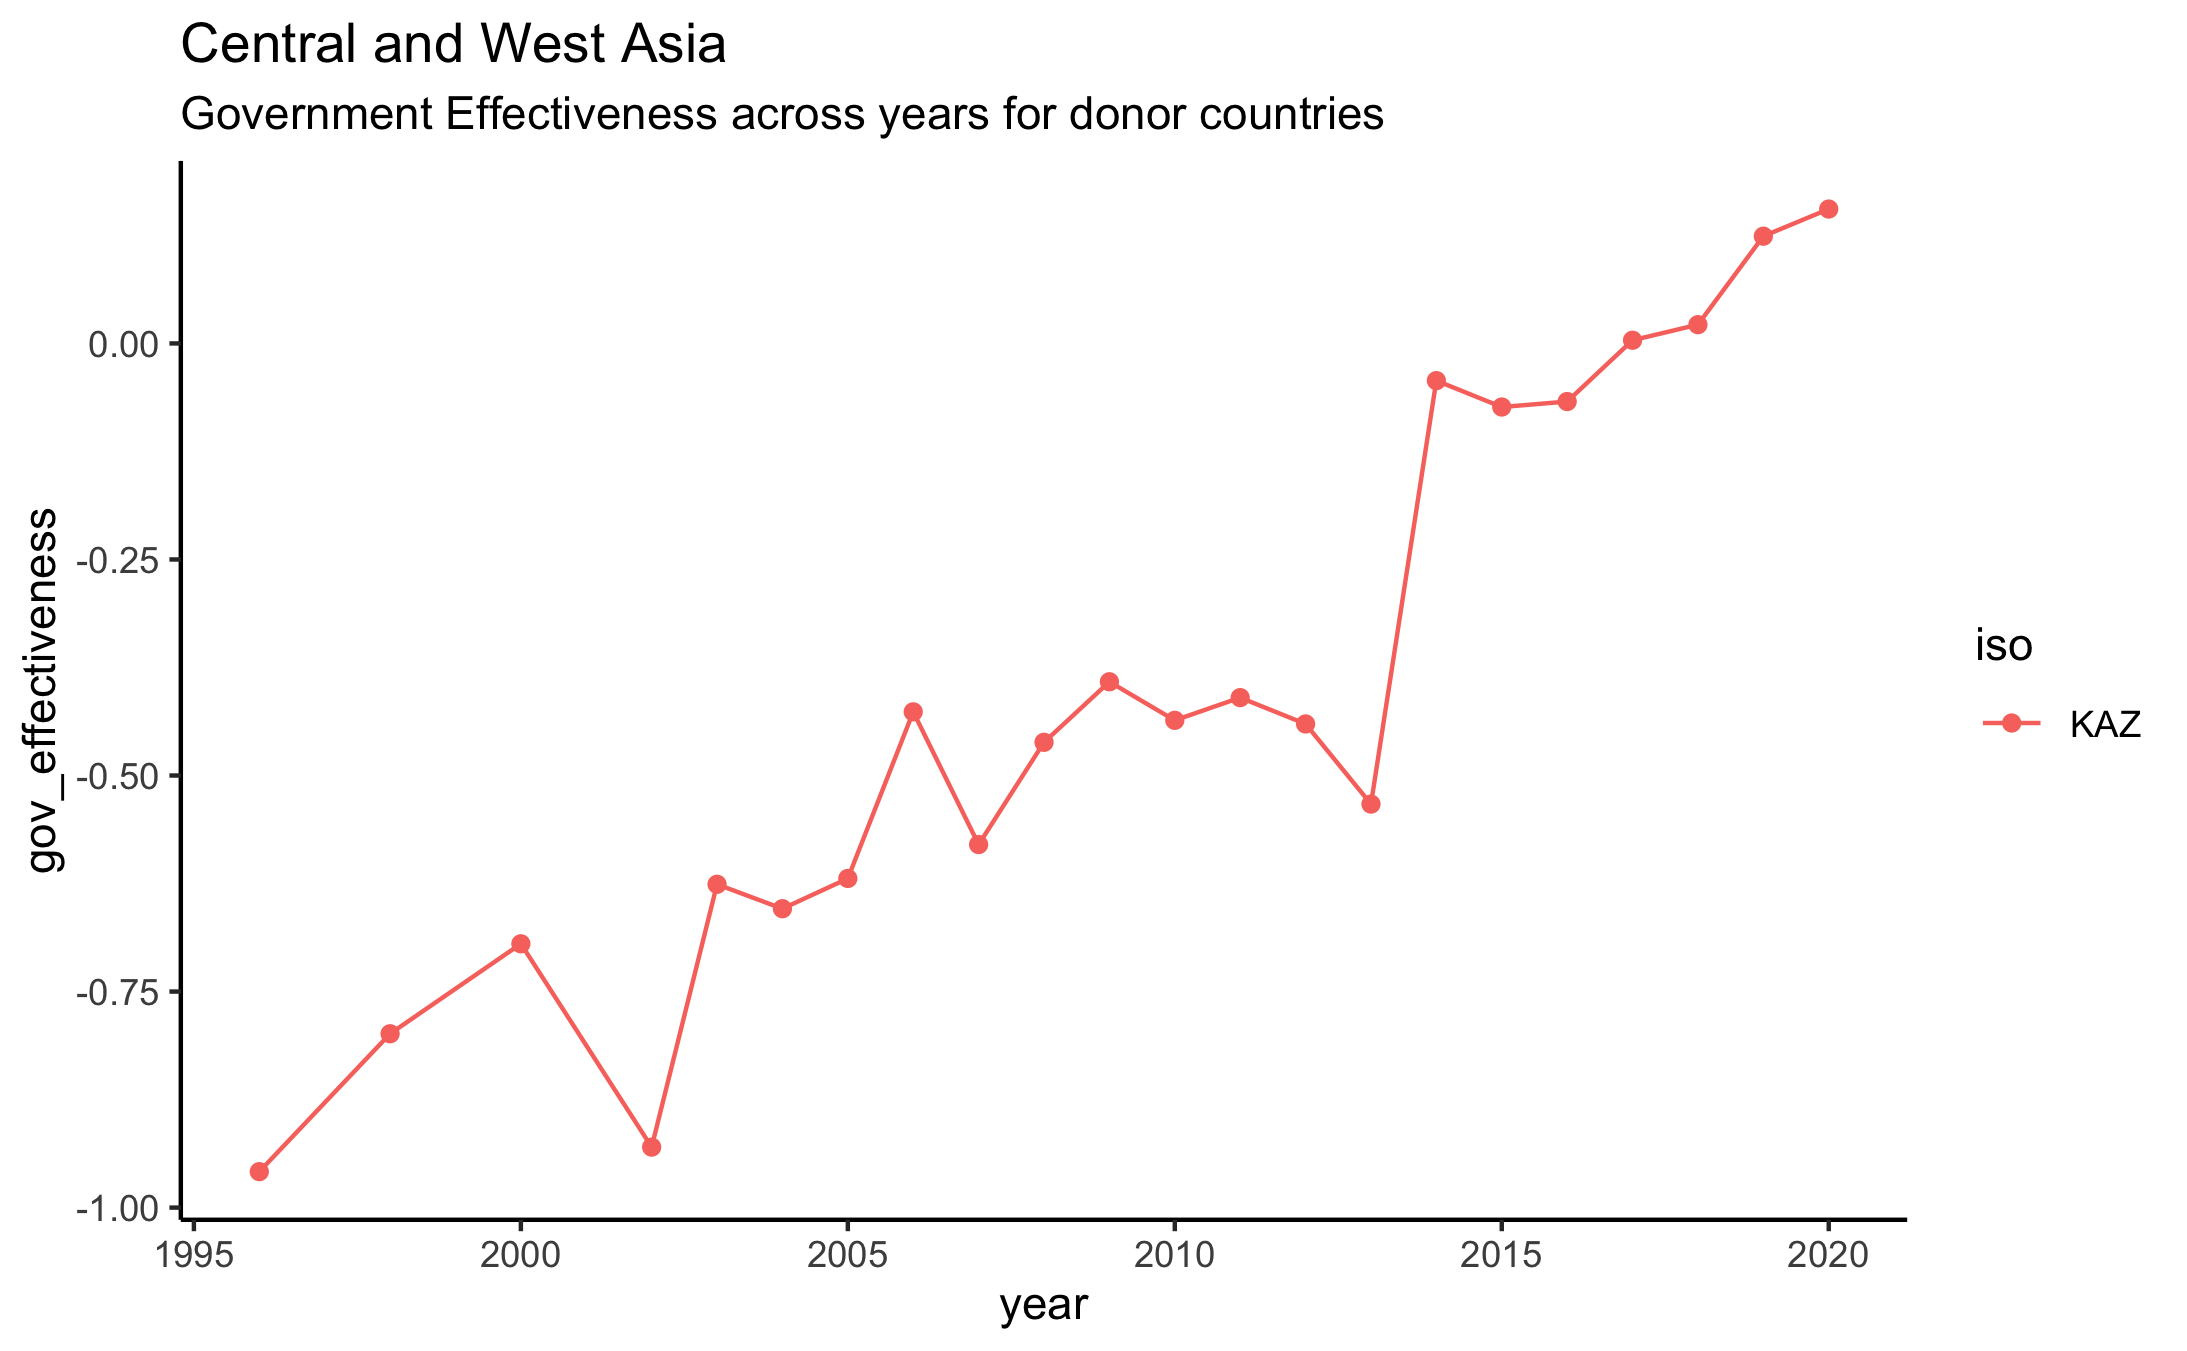 Central and West Asia
Government Effectiveness across years for donor countries
gov_effectiveness
0.00
-0.25
-0.50
-0.75
-1.00
1995 2000 2005 2010 2015 2020
year
iso
KAZ